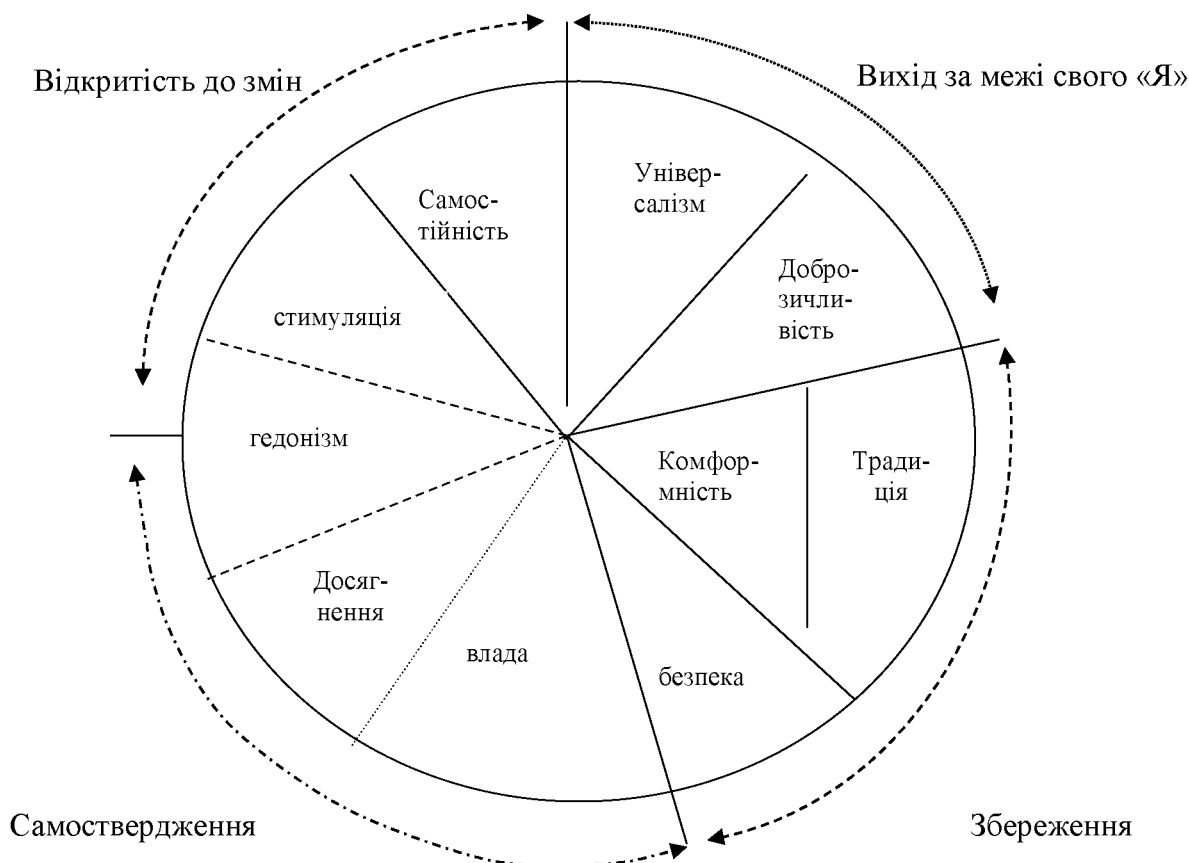 Відкритість до змін
Вихід за межі свого «Я»
Універ-
салізм
Самос-
тійність
Добро-
зичли-
вість
стимуляція
гедонізм
Комфор-
мність
Тради-
ція
Досяг-
нення
влада
безпека
Самоствердження
Збереження